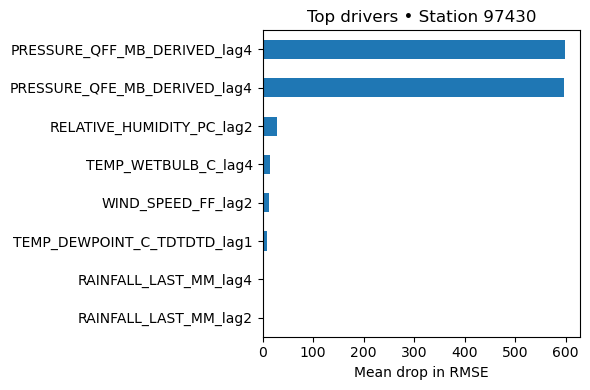 Top drivers • Station 97430
PRESSURE_QFF_MB_DERIVED_lag4
PRESSURE_QFE_MB_DERIVED_lag4
RELATIVE_HUMIDITY_PC_lag2
TEMP_WETBULB_C_lag4
WIND_SPEED_FF_lag2
TEMP_DEWPOINT_C_TDTDTD_lag1
RAINFALL_LAST_MM_lag4
RAINFALL_LAST_MM_lag2
0 100 200 300 400 500 600
Mean drop in RMSE